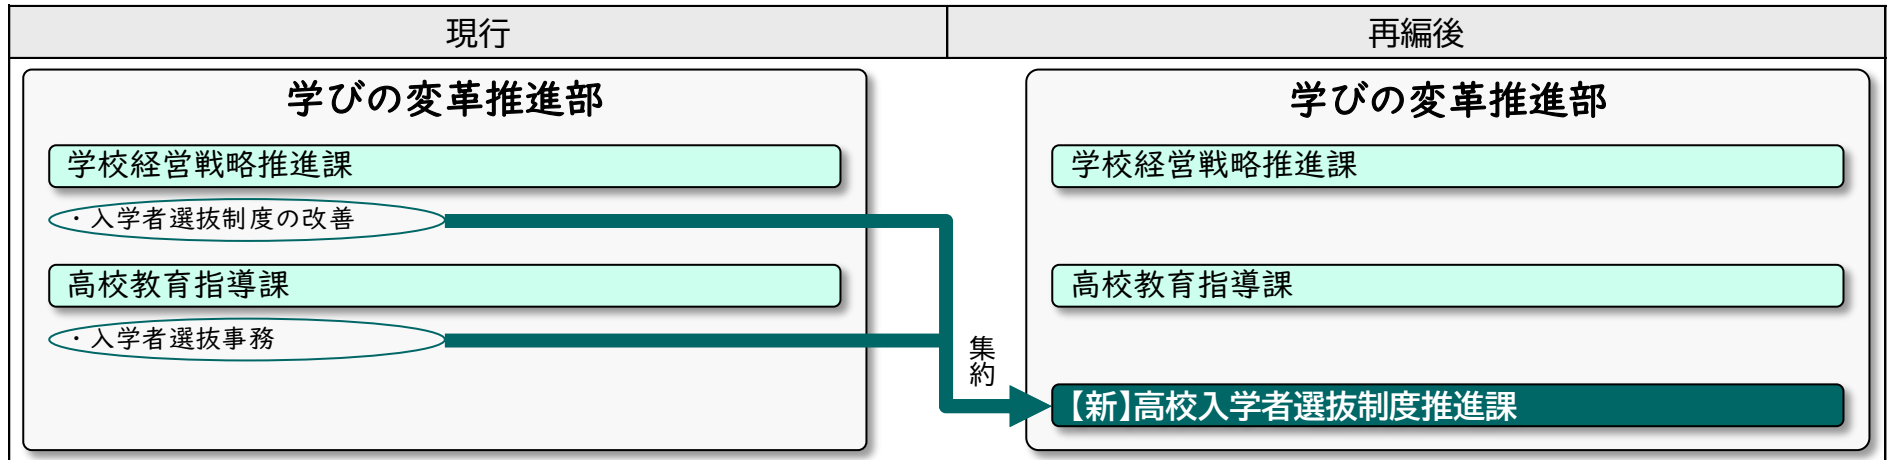 現行
再編後
学びの変革推進部
学校経営戦略推進課
・入学者選抜制度の改善
高校教育指導課
・入学者選抜事務
集約
学びの変革推進部
学校経営戦略推進課
高校教育指導課
【新】高校入学者選抜制度推進課